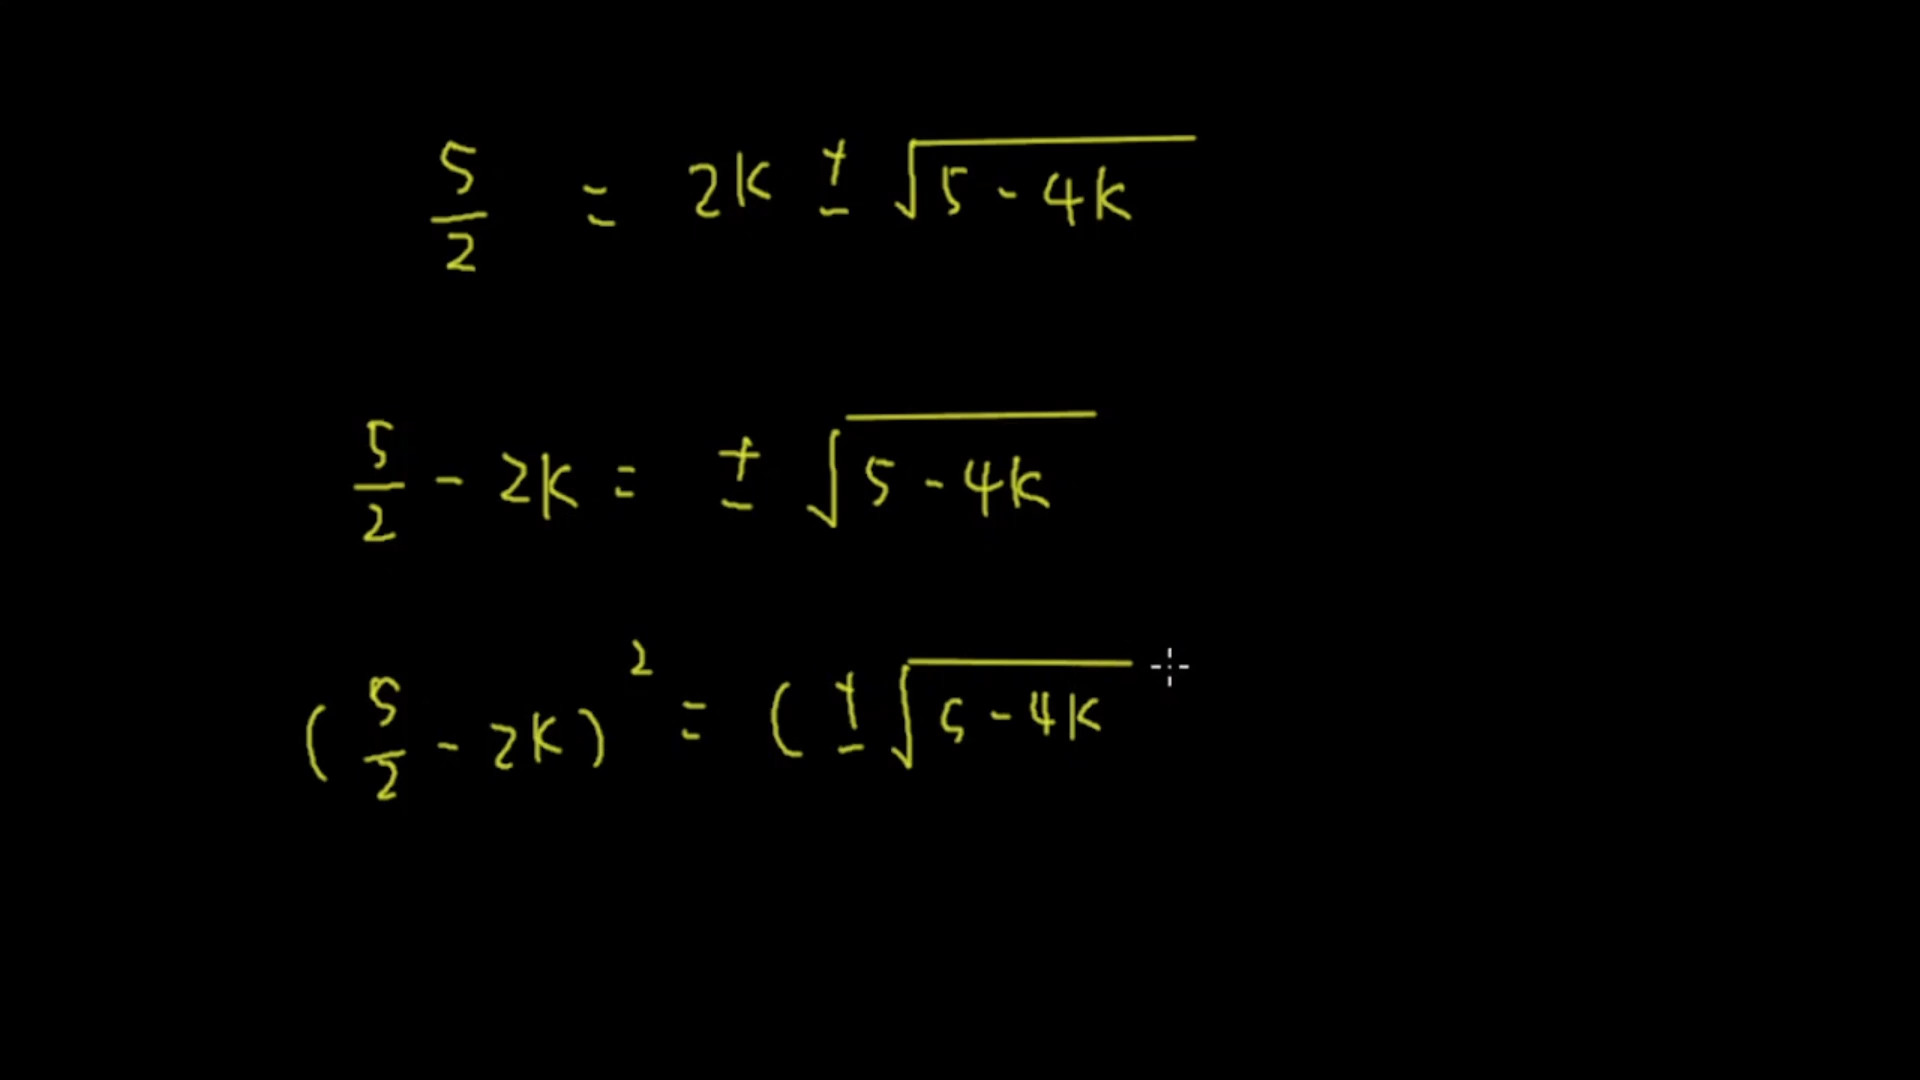 5/2 = 2K ± √(5 - 4K)
5/2 - 2K = ± √(5 - 4K)
(5/2 - 2K)² = (± √(5 - 4K)